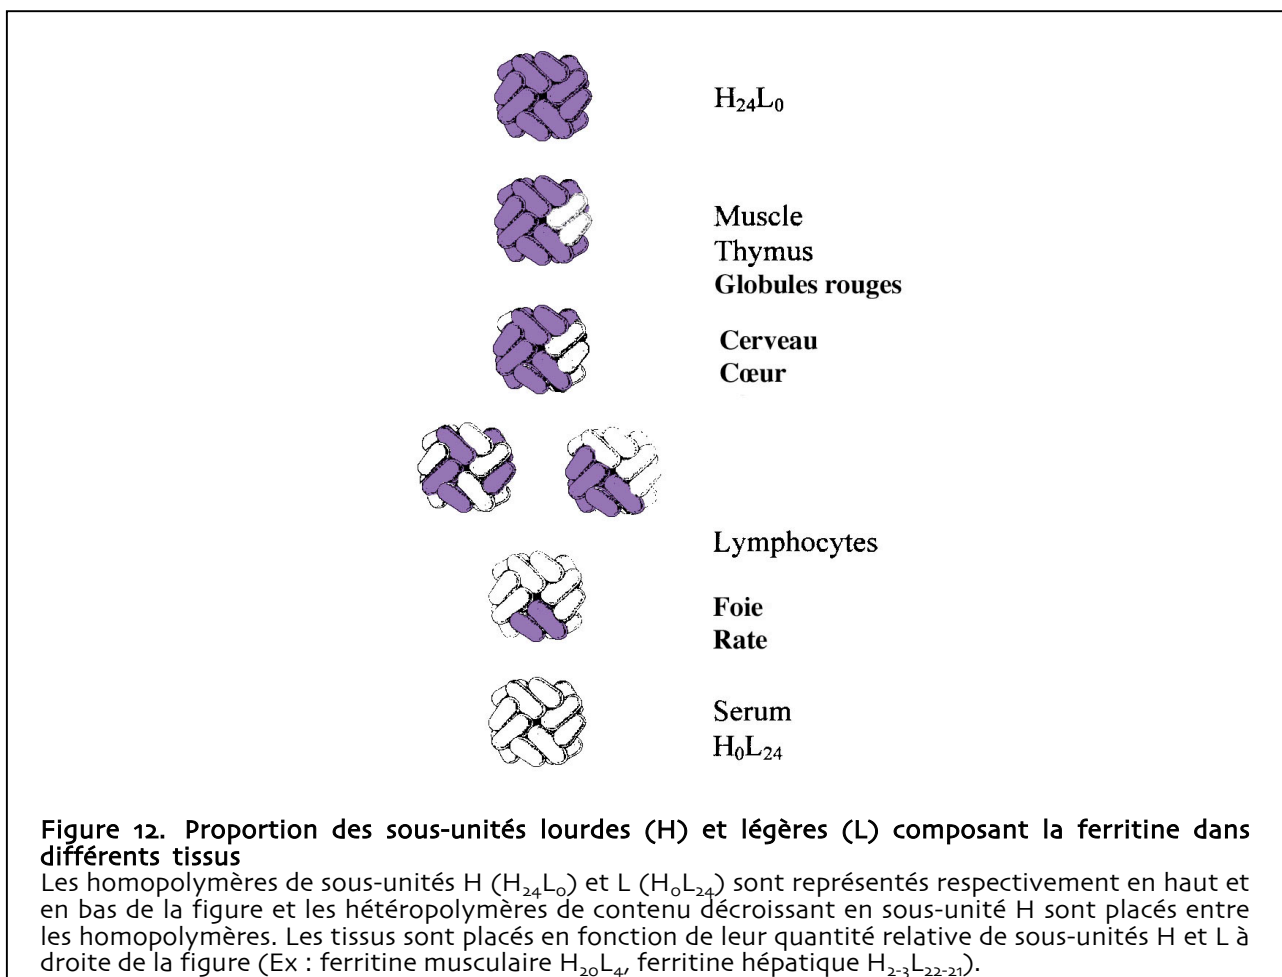 H₂₄L₀
Muscle
Thymus
Globules rouges
Cerveau
Cœur
Lymphocytes
Foie
Rate
Serum
H₀L₂₄
Figure 12. Proportion des sous-unités lourdes (H) et légères (L) composant la ferritine dans
différents tissus
Les homopolymères de sous-unités H (H₂₄L₀) et L (H₀L₂₄) sont représentés respectivement en haut et
en bas de la figure et les hétéropolymères de contenu décroissant en sous-unité H sont placés entre
les homopolymères. Les tissus sont placés en fonction de leur quantité relative de sous-unités H et L à
droite de la figure (Ex : ferritine musculaire H₂₀L₄, ferritine hépatique H₂₋₃L₂₂₋₂₁).